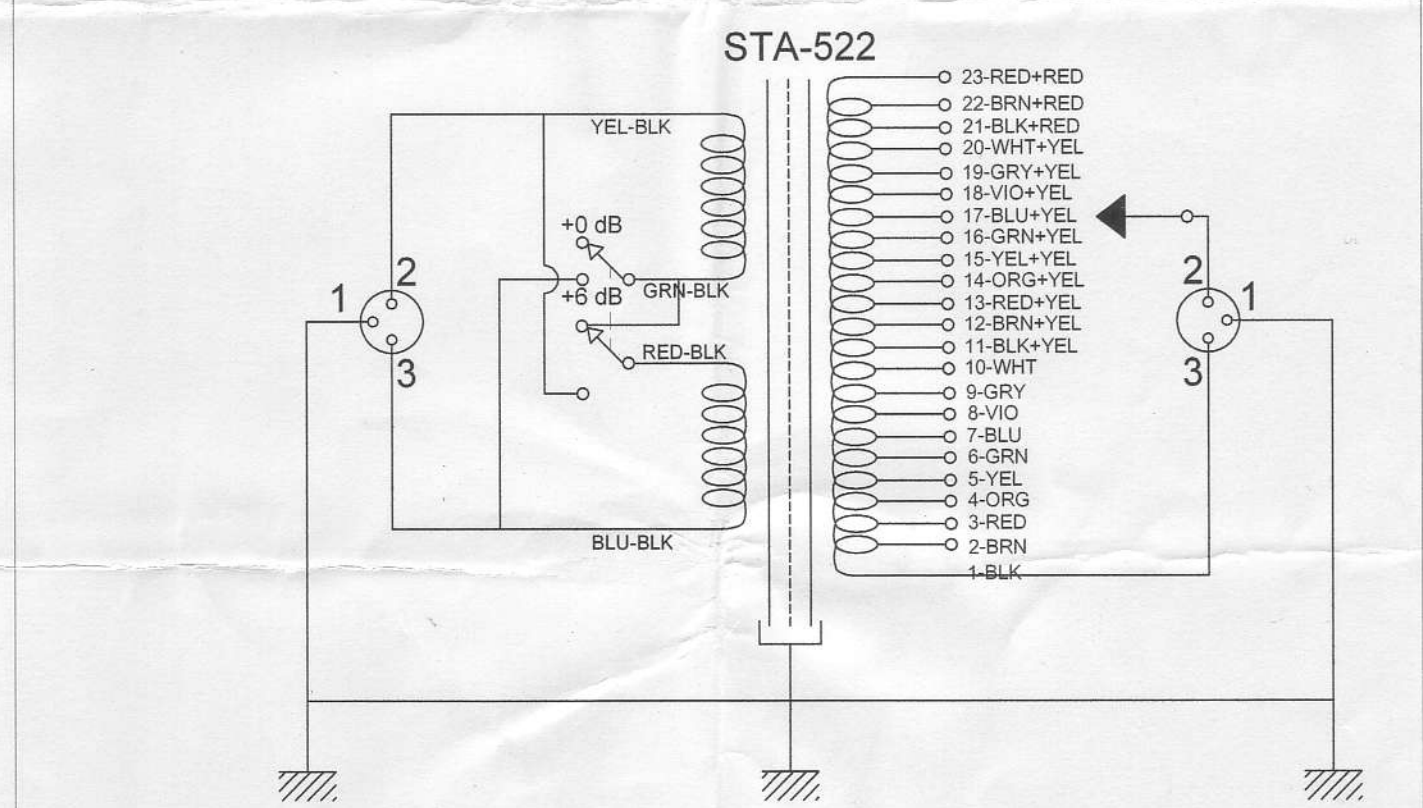 STA-522
YEL-BLK
+0 dB
+6 dB
GRN-BLK
RED-BLK
BLU-BLK
1
2
3
23-RED+RED
22-BRN+RED
21-BLK+RED
20-WHT+YEL
19-GRY+YEL
18-VIO+YEL
17-BLU+YEL
16-GRN+YEL
15-YEL+YEL
14-ORG+YEL
13-RED+YEL
12-BRN+YEL
11-BLK+YEL
10-WHT
9-GRY
8-VIO
7-BLU
6-GRN
5-YEL
4-ORG
3-RED
2-BRN
1-BLK
2
1
3